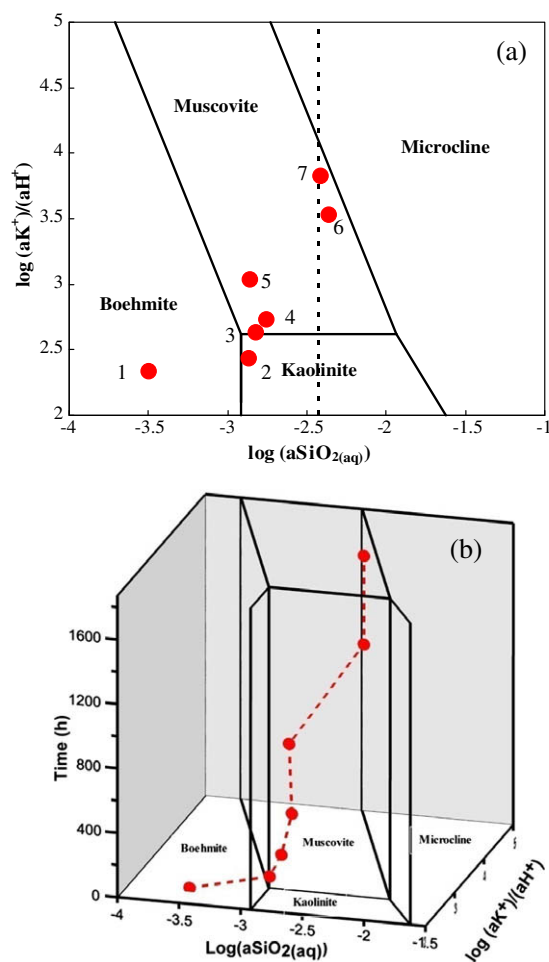 (a)
5
4.5
4
3.5
3
2.5
2
log (aK⁺)/(aH⁺)
Muscovite
Microcline
7
6
5
Boehmite
4
3
1
2
Kaolinite
-4
-3.5
-3
-2.5
-2
-1.5
-1
log (aSiO₂(aq))
(b)
1600
1200
800
400
0
Time (h)
Boehmite
Muscovite
Microcline
Kaolinite
-4
-3.5
-3
-2.5
-2
-1.5
Log(aSiO₂(aq))
log (aK⁺)/(aH⁺)